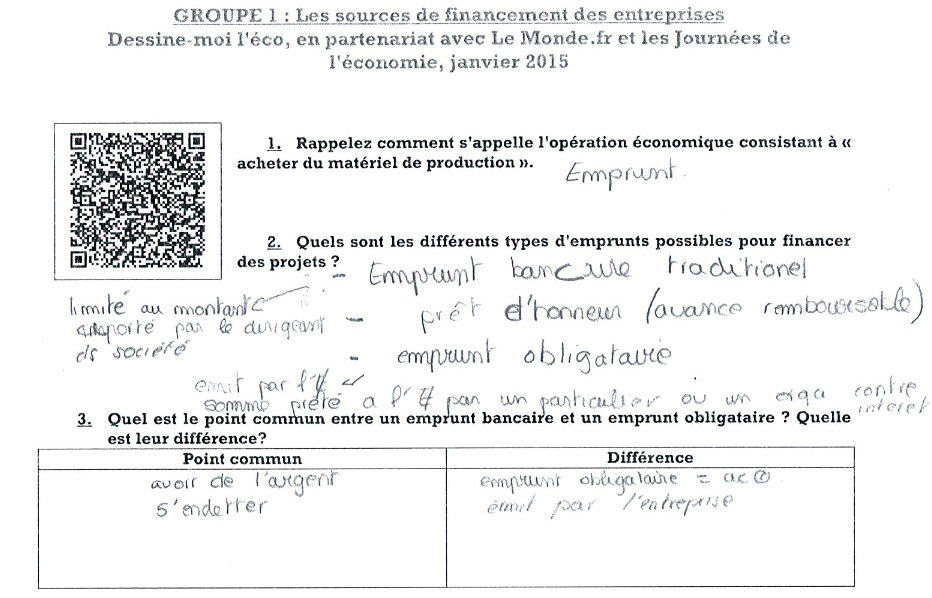 GROUPE 1 : Les sources de financement des entreprises
Dessine-moi l'éco, en partenariat avec Le Monde.fr et les Journées de
l'économie, janvier 2015
1. Rappelez comment s'appelle l'opération économique consistant à «
acheter du matériel de production ».
Emprunt.
2. Quels sont les différents types d'emprunts possibles pour financer
des projets ?
- Emprunt bancaire traditionel
limité au montant
apporté par le dirigeant
ds société
- prêt d'honneur (avance remboursable)
- emprunt obligataire
emit par l'
somme prêté a l' par un particulier ou un orga contre
interet
3. Quel est le point commun entre un emprunt bancaire et un emprunt obligataire ? Quelle
est leur différence?
Point commun
Différence
avoir de l'argent
s'endetter
emprunt obligataire =
émit par l'entreprise